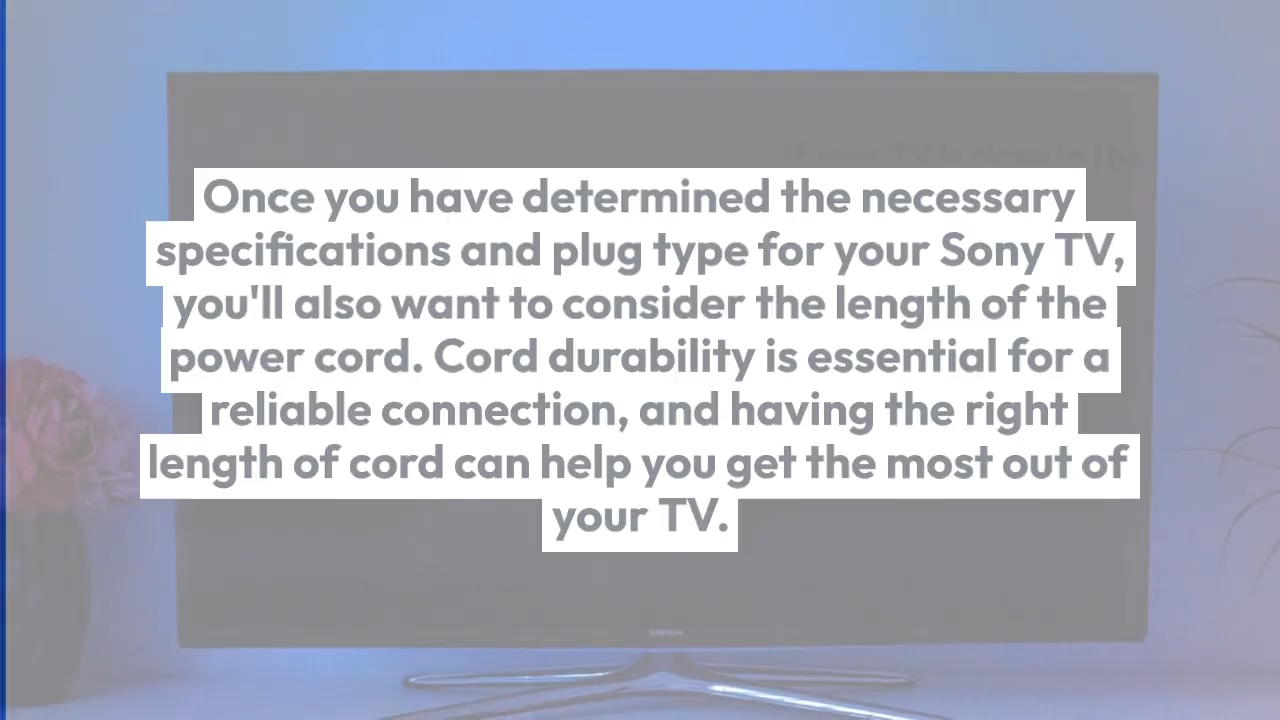 Once you have determined the necessary
specifications and plug type for your Sony TV,
you'll also want to consider the length of the
power cord. Cord durability is essential for a
reliable connection, and having the right
length of cord can help you get the most out of
your TV.
SAMSUNG